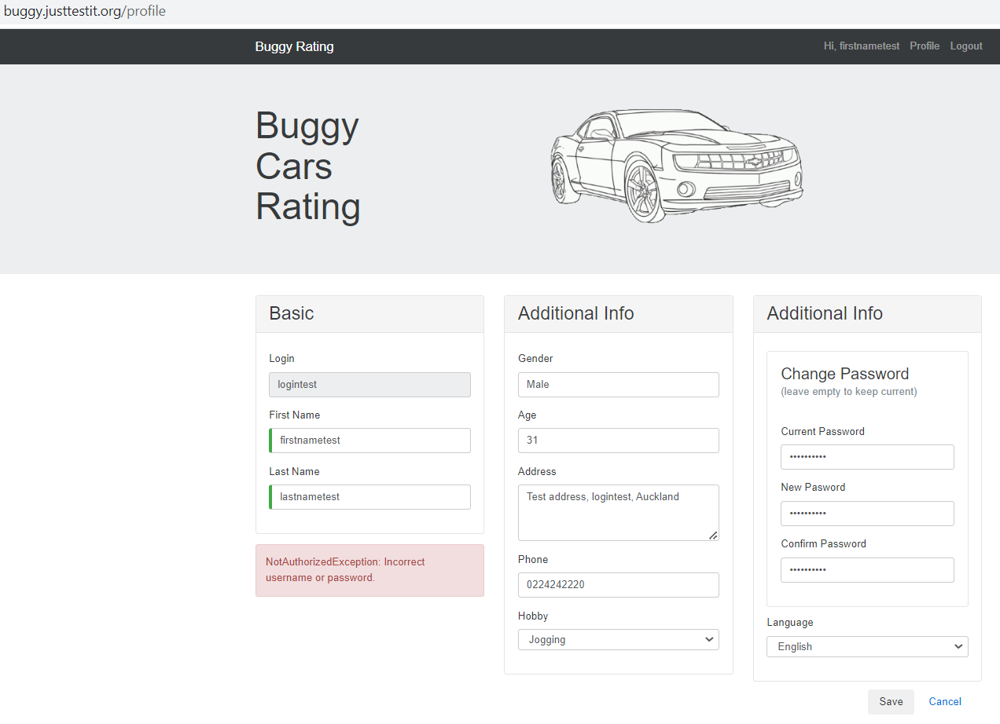 buggy.justtestit.org/profile
Buggy Rating
Hi, firstnametest
Profile
Logout
Buggy
Cars
Rating
Basic
Login
logintest
First Name
firstnametest
Last Name
lastnametest
NotAuthorizedException: Incorrect
username or password.
Additional Info
Gender
Male
Age
31
Address
Test address, logintest, Auckland
Phone
0224242220
Hobby
Jogging
Additional Info
Change Password
(leave empty to keep current)
Current Password
••••••••••
New Pasword
••••••••••
Confirm Password
••••••••••
Language
English
Save
Cancel